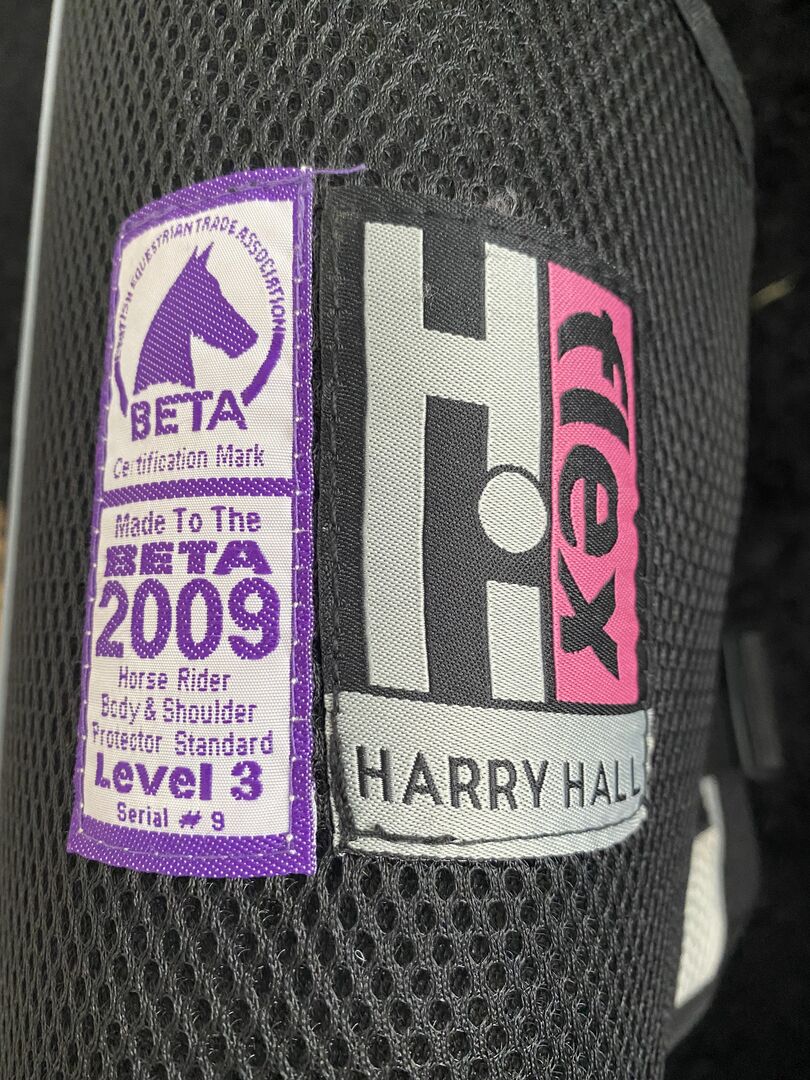 BRITISH EQUESTRIAN TRADE ASSOCIATION
BETA
Certification Mark
Made To The
BETA
2009
Horse Rider
Body & Shoulder
Protector Standard
Level 3
Serial # 9
H
H
flex
HARRY HALL